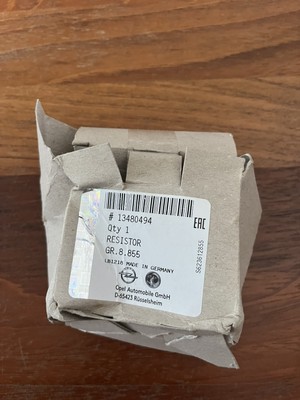 # 13480494
EAC
Qty 1
RESISTOR
GR.8.865
MADE IN GERMANY
Opel Automobile GmbH
D-65423 Rüsselsheim